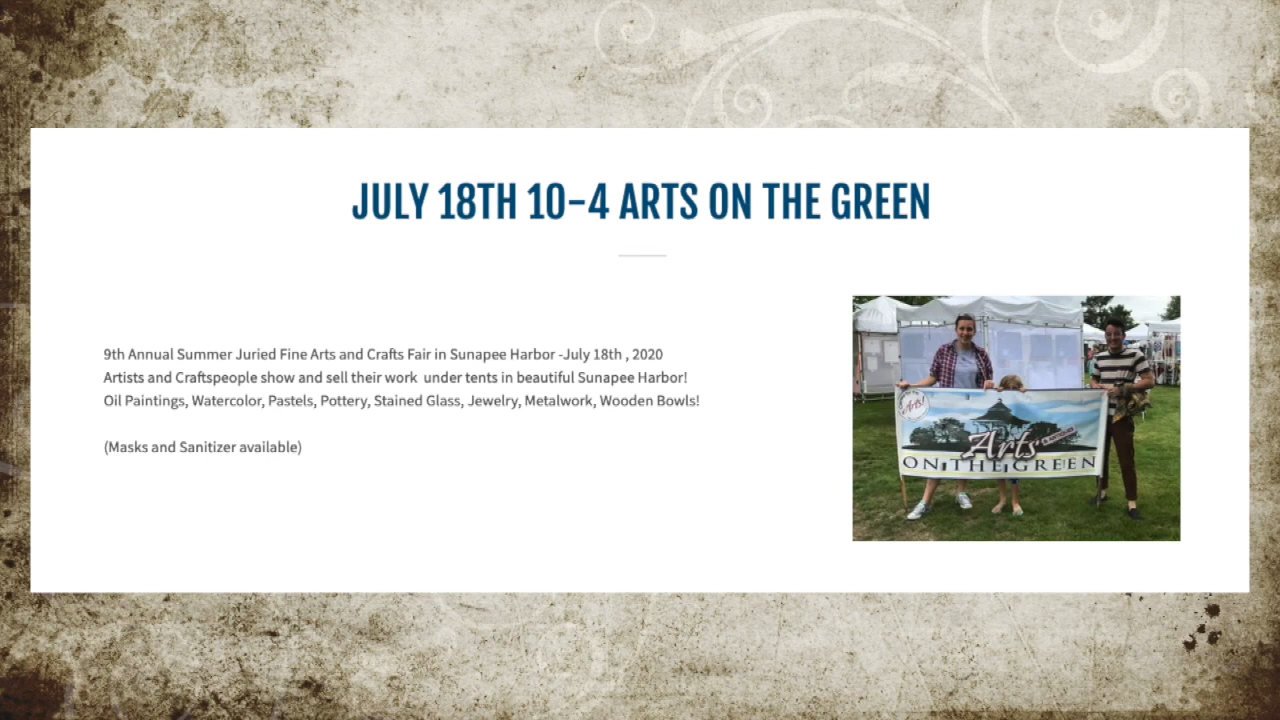 JULY 18TH 10-4 ARTS ON THE GREEN
9th Annual Summer Juried Fine Arts and Crafts Fair in Sunapee Harbor -July 18th , 2020
Artists and Craftspeople show and sell their work  under tents in beautiful Sunapee Harbor!
Oil Paintings, Watercolor, Pastels, Pottery, Stained Glass, Jewelry, Metalwork, Wooden Bowls!
(Masks and Sanitizer available)
Arts!
Arts
ON THE GREEN